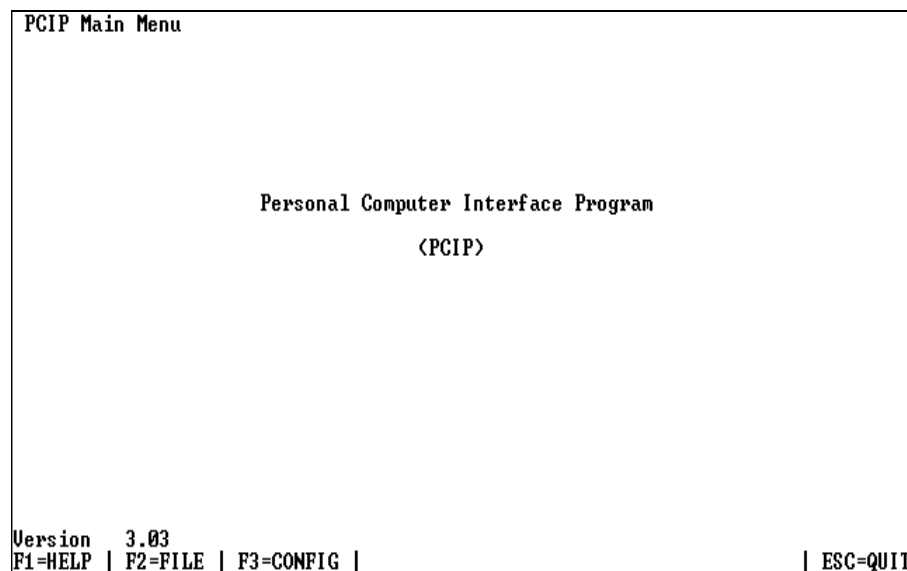 PCIP Main Menu
Personal Computer Interface Program
(PCIP)
Version 3.03
F1=HELP | F2=FILE | F3=CONFIG | | ESC=QUIT